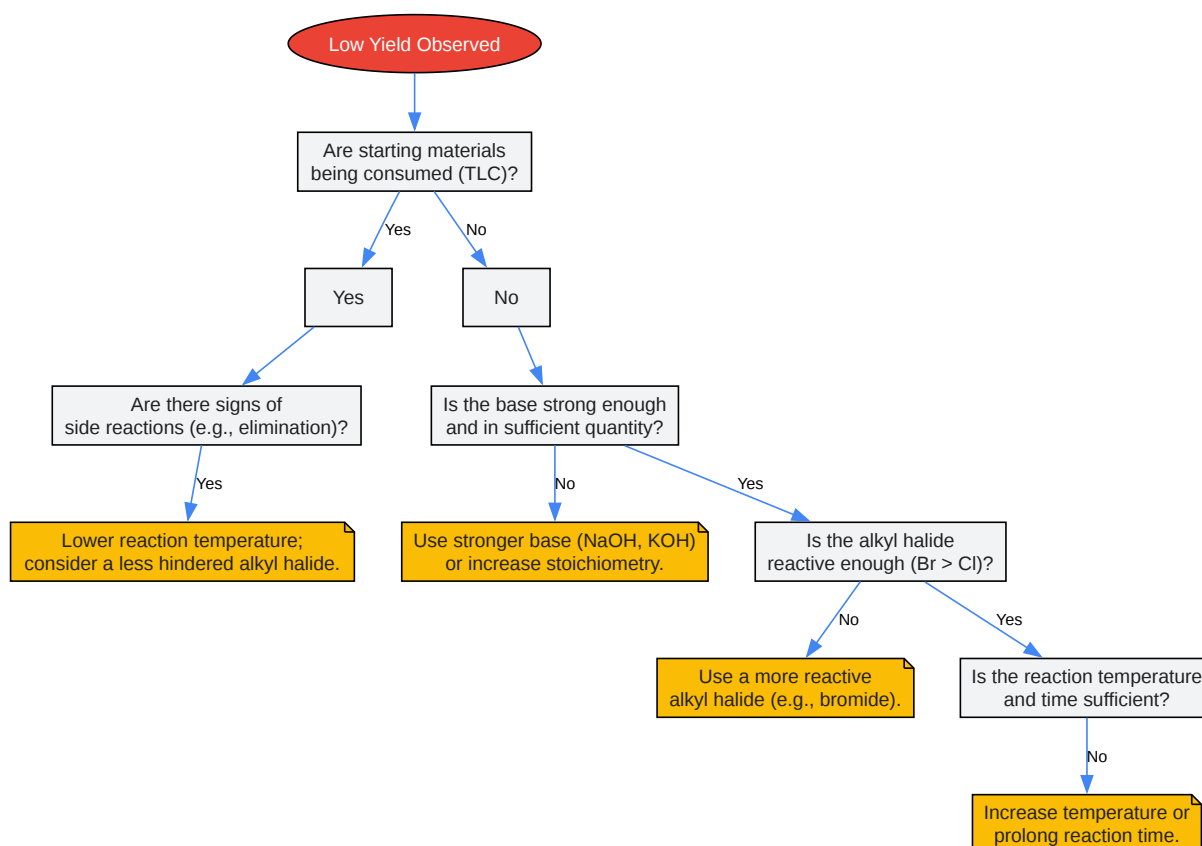 Low Yield Observed
Are starting materials
being consumed (TLC)?
Yes
No
Yes
No
Are there signs of
side reactions (e.g., elimination)?
Is the base strong enough
and in sufficient quantity?
Yes
No
Yes
Lower reaction temperature;
consider a less hindered alkyl halide.
Use stronger base (NaOH, KOH)
or increase stoichiometry.
Is the alkyl halide
reactive enough (Br > Cl)?
No
Yes
Use a more reactive
alkyl halide (e.g., bromide).
Is the reaction temperature
and time sufficient?
No
Increase temperature or
prolong reaction time.